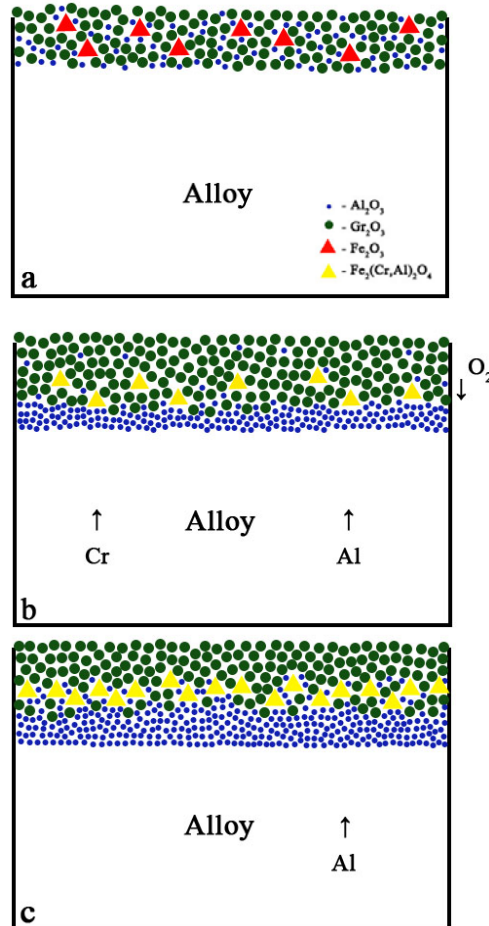 Alloy
- Al₂O₃
- Gr₂O₃
- Fe₂O₃
- Fe₂(Cr,Al)₂O₄
a
O₂
↓
↑ Alloy ↑
Cr Al
b
Alloy ↑
Al
c